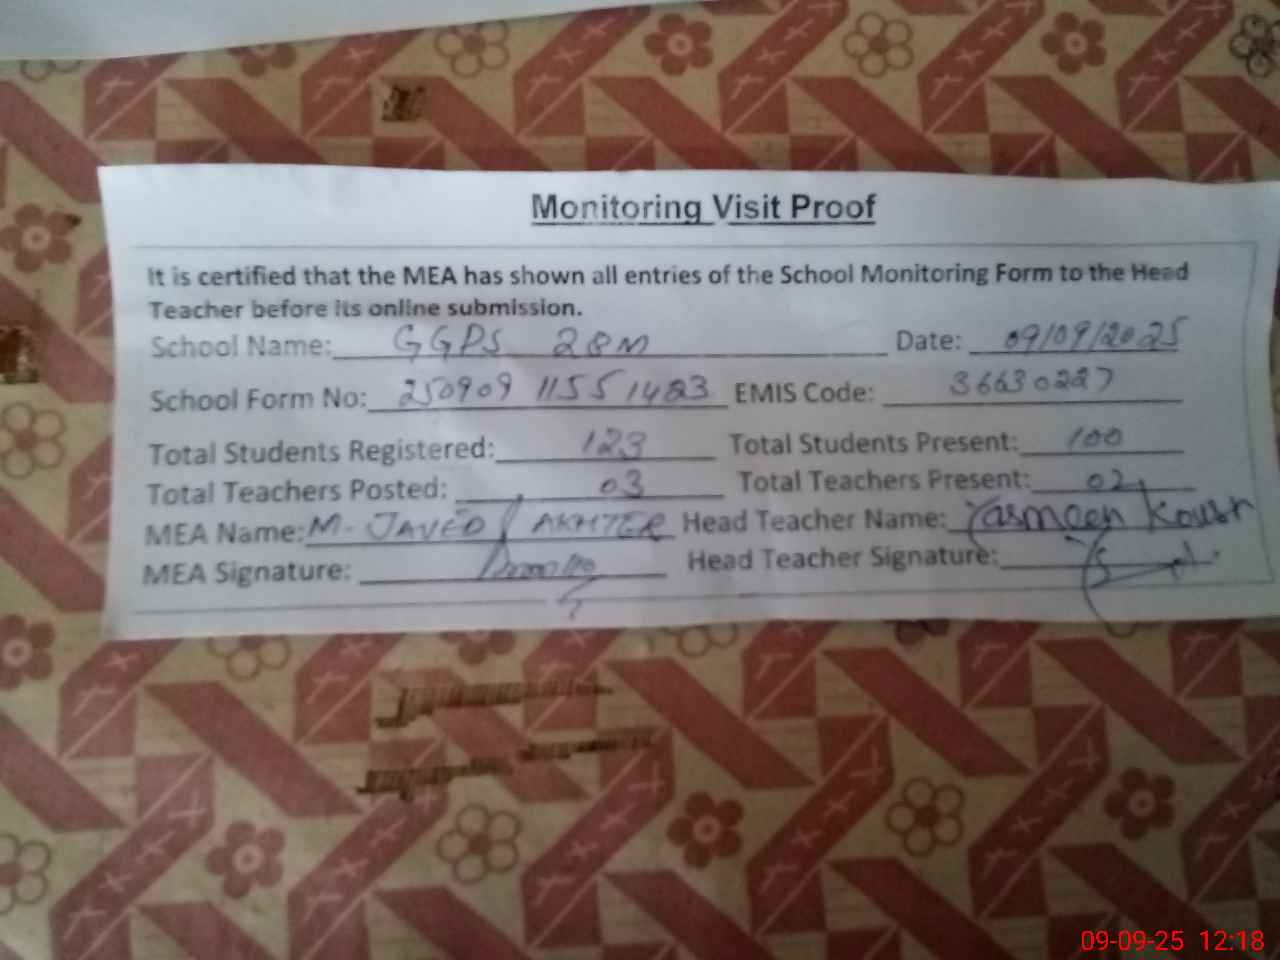 Monitoring Visit Proof
It is certified that the MEA has shown all entries of the School Monitoring Form to the Head
Teacher before its online submission.
School Name: GGPS 28M Date: 09/09/2025
School Form No: 250909 11551483 EMIS Code: 36630227
Total Students Registered: 123 Total Students Present: 100
Total Teachers Posted: 03 Total Teachers Present: 02
MEA Name: M. JAVED AKHTER Head Teacher Name: Yasmeen
MEA Signature: Head Teacher Signature:
09-09-25 12:18